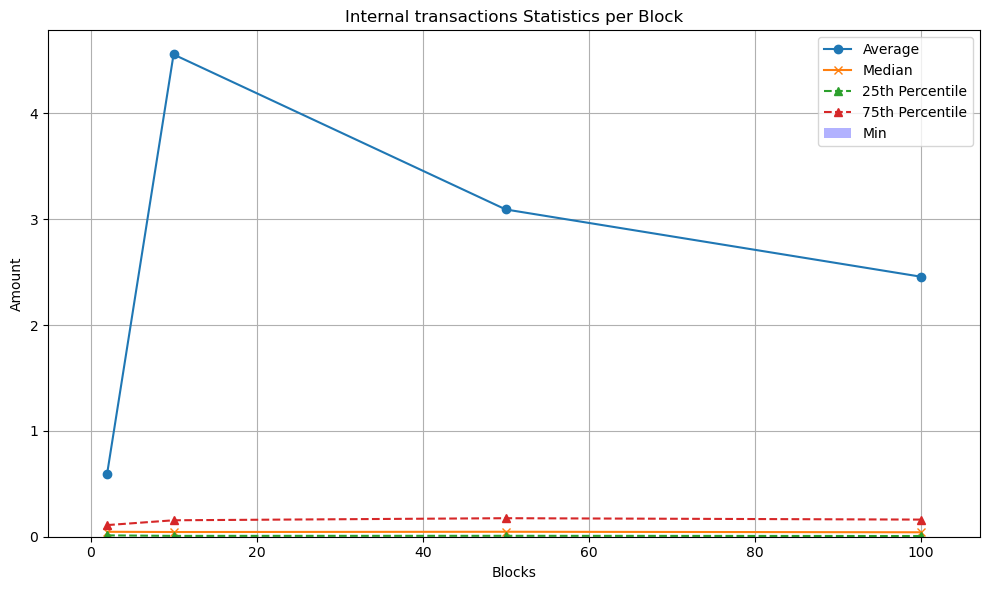 Internal transactions Statistics per Block
Average
Median
25th Percentile
75th Percentile
Min
4
3
2
1
0
Amount
0 20 40 60 80 100
Blocks